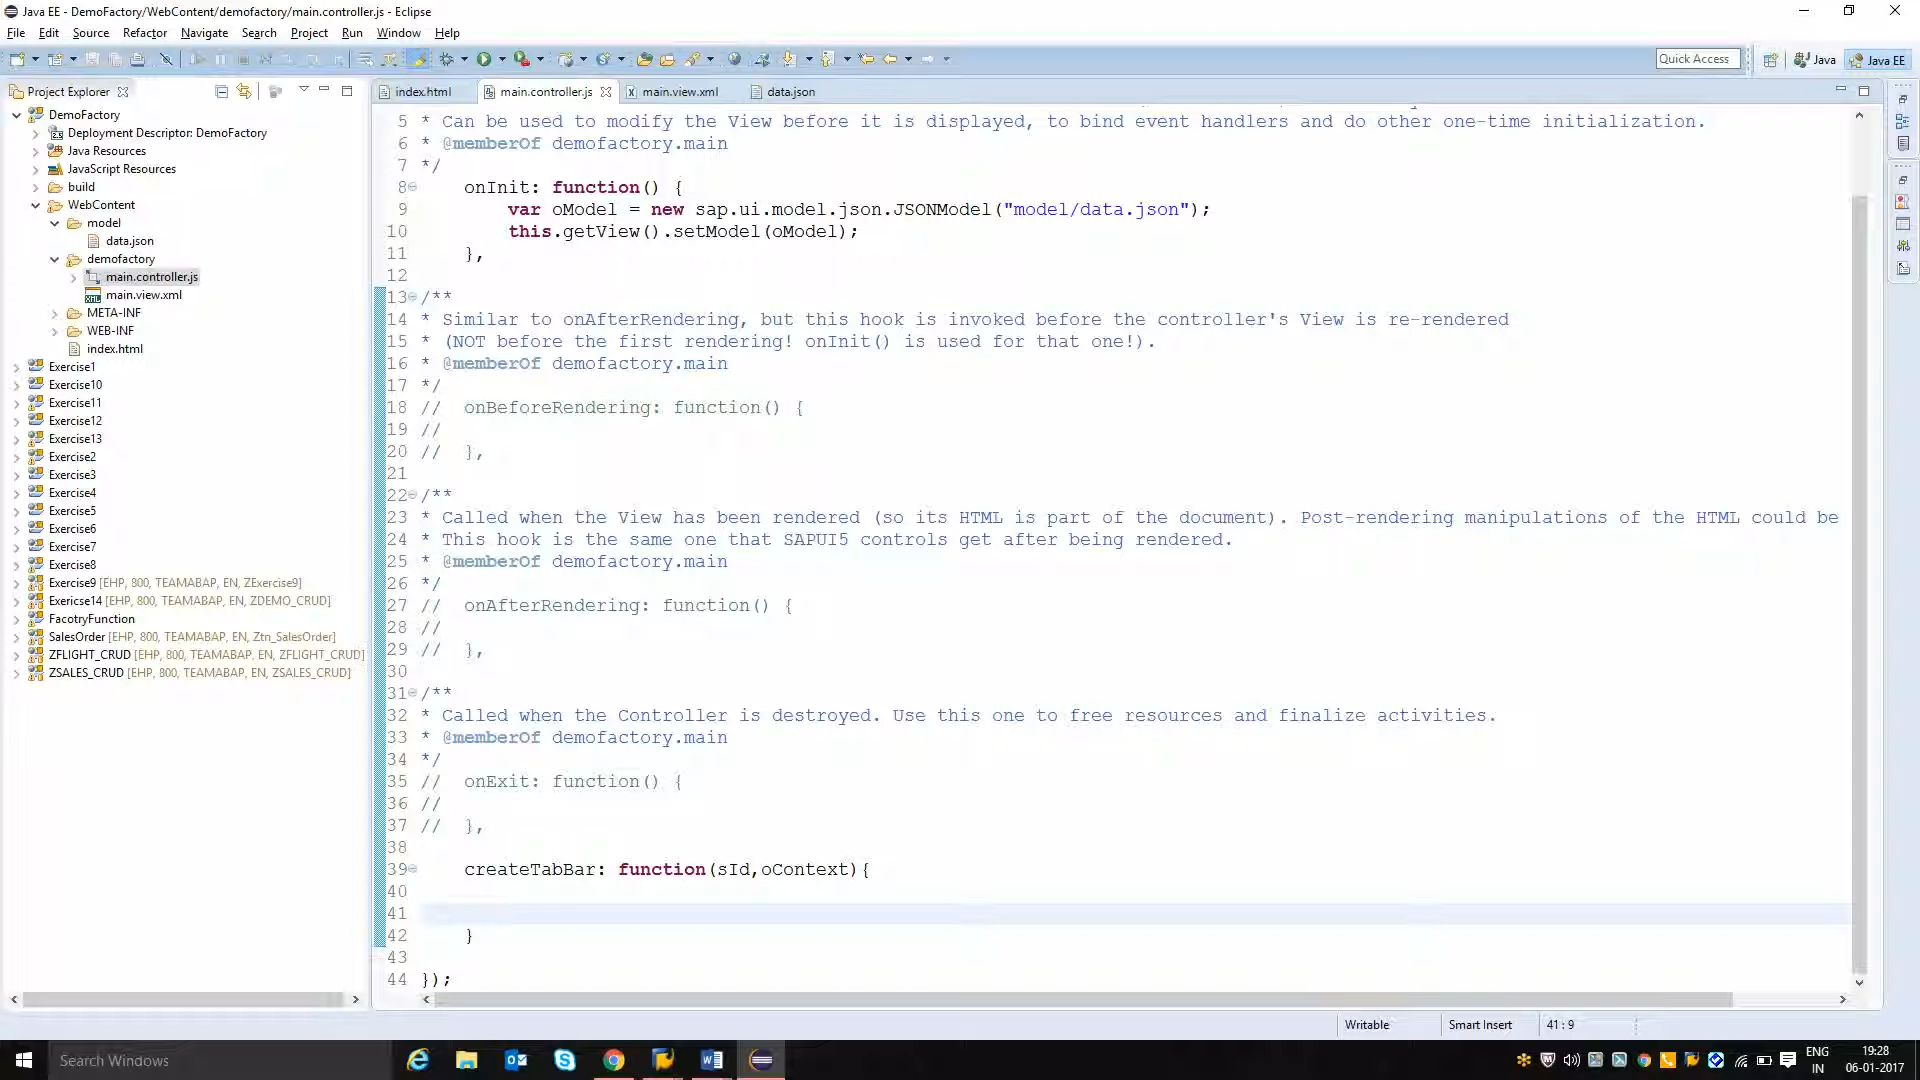 Java EE - DemoFactory/WebContent/demofactory/main.controller.js - Eclipse
File Edit Source Refactor Navigate Search Project Run Window Help
Quick Access Java Java EE
Project Explorer
DemoFactory
Deployment Descriptor: DemoFactory
Java Resources
JavaScript Resources
build
WebContent
model
data.json
demofactory
main.controller.js
main.view.xml
META-INF
WEB-INF
index.html
Exercise1
Exercise10
Exercise11
Exercise12
Exercise13
Exercise2
Exercise3
Exercise4
Exercise5
Exercise6
Exercise7
Exercise8
Exercise9 [EHP, 800, TEAMABAP, EN, ZExercise9]
Exericse14 [EHP, 800, TEAMABAP, EN, ZDEMO_CRUD]
FacotryFunction
SalesOrder [EHP, 800, TEAMABAP, EN, Ztn_SalesOrder]
ZFLIGHT_CRUD [EHP, 800, TEAMABAP, EN, ZFLIGHT_CRUD]
ZSALES_CRUD [EHP, 800, TEAMABAP, EN, ZSALES_CRUD]
index.html main.controller.js main.view.xml data.json
5 * Can be used to modify the View before it is displayed, to bind event handlers and do other one-time initialization.
6 * @memberOf demofactory.main
7 */
8 onInit: function() {
9 var oModel = new sap.ui.model.json.JSONModel("model/data.json");
10 this.getView().setModel(oModel);
11 },
12
13 /**
14 * Similar to onAfterRendering, but this hook is invoked before the controller's View is re-rendered
15 * (NOT before the first rendering! onInit() is used for that one!).
16 * @memberOf demofactory.main
17 */
18 // onBeforeRendering: function() {
19 //
20 // },
21
22 /**
23 * Called when the View has been rendered (so its HTML is part of the document). Post-rendering manipulations of the HTML could be
24 * This hook is the same one that SAPUI5 controls get after being rendered.
25 * @memberOf demofactory.main
26 */
27 // onAfterRendering: function() {
28 //
29 // },
30
31 /**
32 * Called when the Controller is destroyed. Use this one to free resources and finalize activities.
33 * @memberOf demofactory.main
34 */
35 // onExit: function() {
36 //
37 // },
38
39 createTabBar: function(sId,oContext){
40
41
42 }
43
44 });
Writable Smart Insert 41 : 9
Search Windows
ENG
IN
19:28
06-01-2017